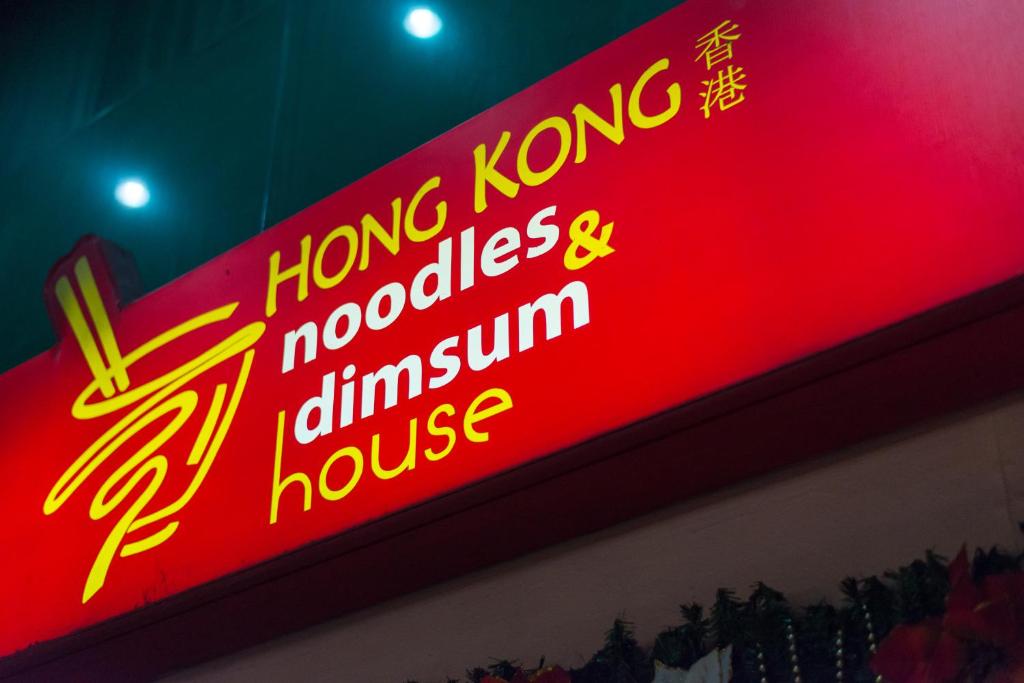 HONG KONG 香港
noodles &
dimsum
house